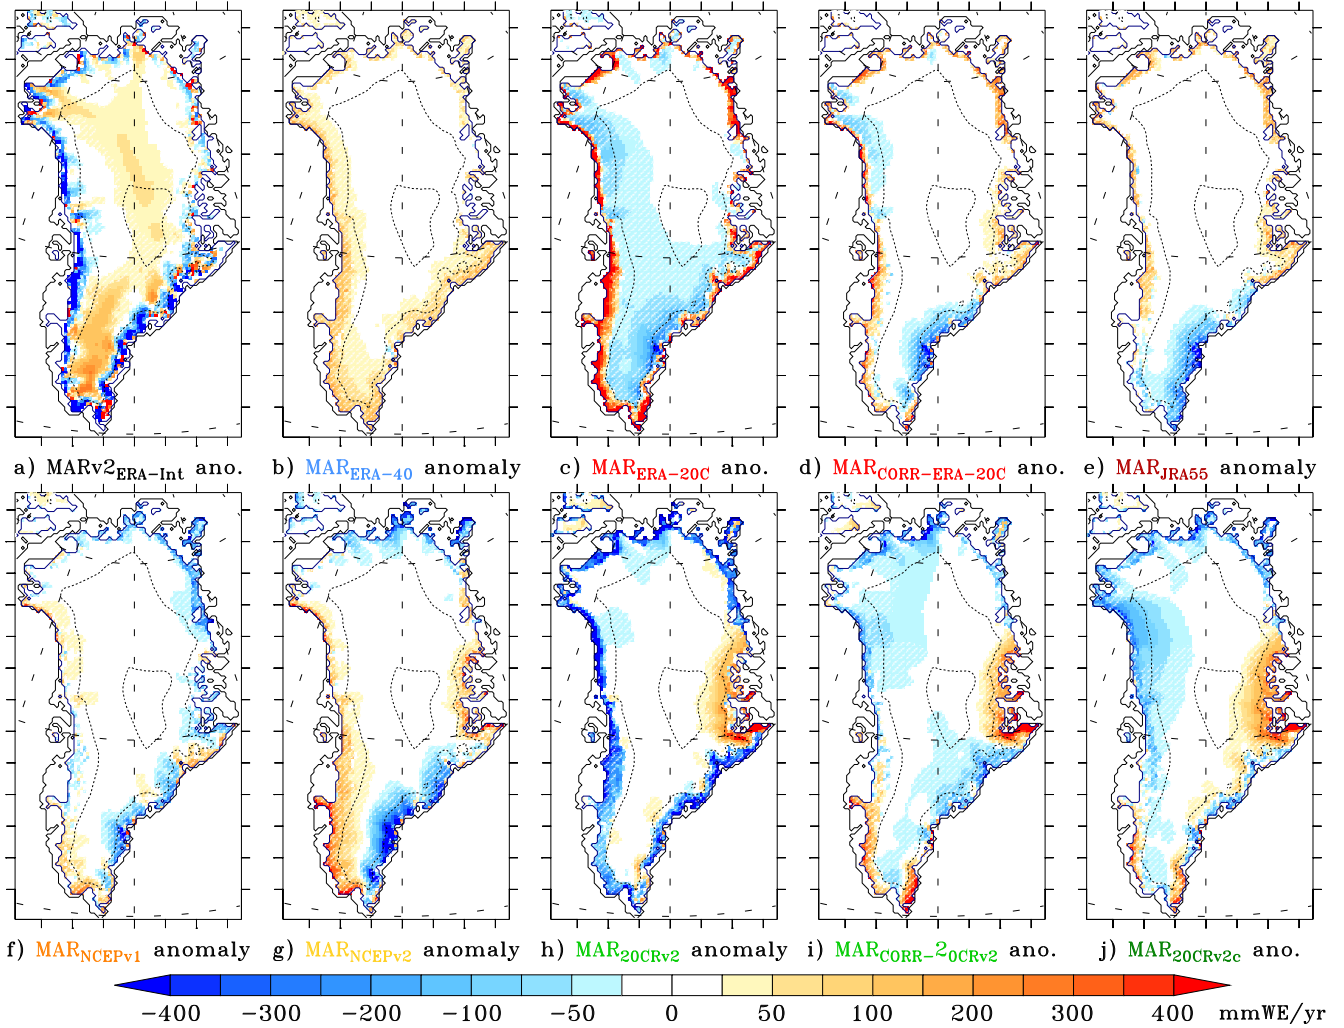 a) MARv2ERA-Int ano. b) MARERA-40 anomaly c) MARERA-20C ano. d) MARCORR-ERA-20C ano. e) MARJRA55 anomaly
f) MARNCEPv1 anomaly g) MARNCEPv2 anomaly h) MAR20CRv2 anomaly i) MARCORR-20CRv2 ano. j) MAR20CRv2c ano.
-400 -300 -200 -100 -50 0 50 100 200 300 400 mmWE/yr